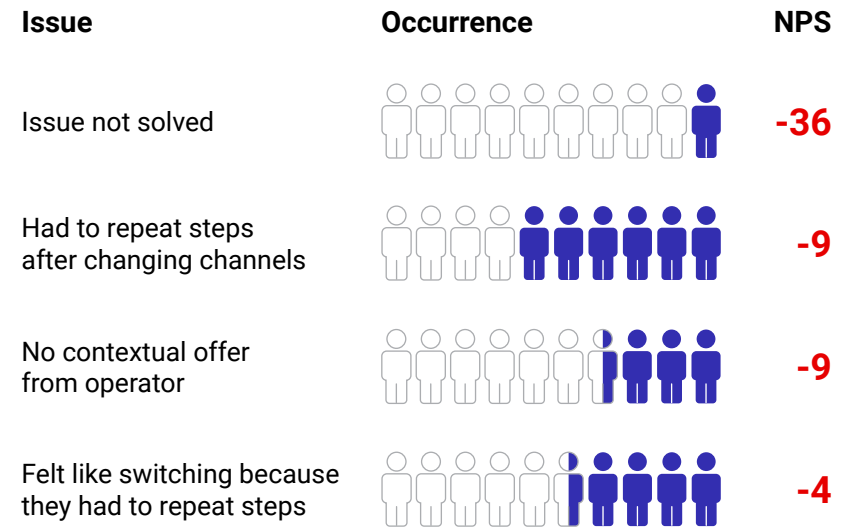 Issue Occurrence NPS
Issue not solved -36
Had to repeat steps
after changing channels -9
No contextual offer
from operator -9
Felt like switching because
they had to repeat steps -4